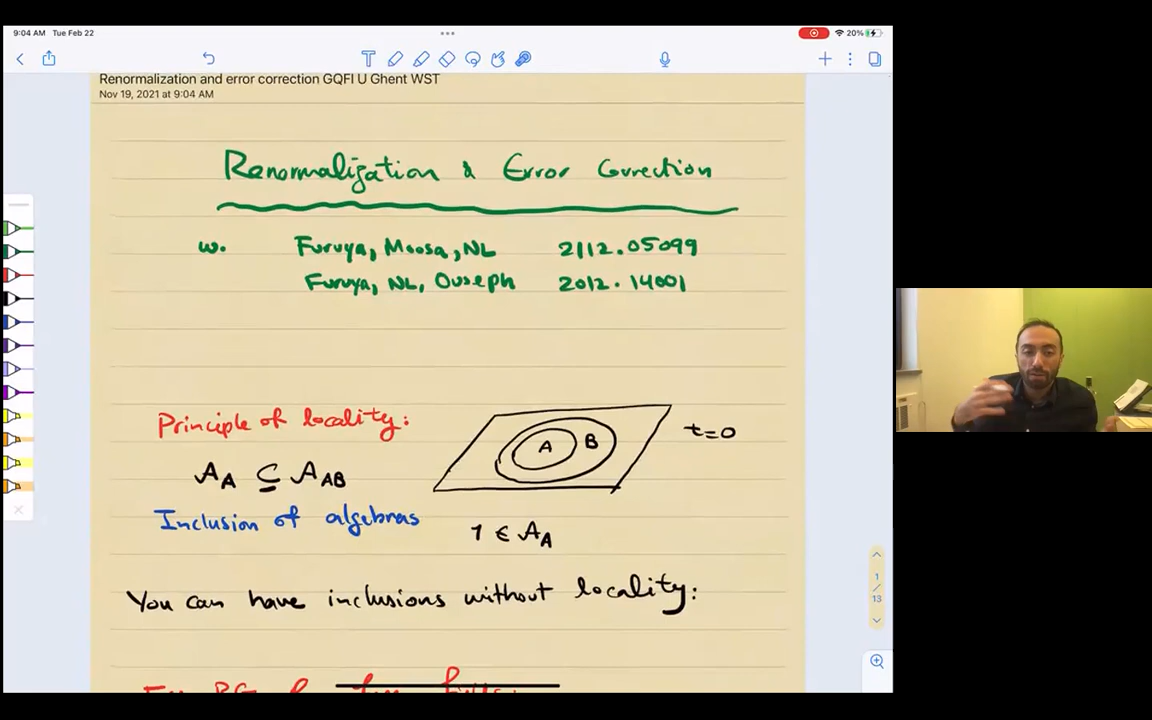 9:04 AM Tue Feb 22
20%
Renormalization and error correction GQFI U Ghent WST
Nov 19, 2021 at 9:04 AM
Renormalization & Error Correction
w. Furuya, Moosa, NL 2112.05099
Furuya, NL, Ouseph 2012.14001
Principle of locality:
A B t=0
A_A ⊆ A_AB
Inclusion of algebras
1 ∈ A_A
You can have inclusions without locality:
1
13